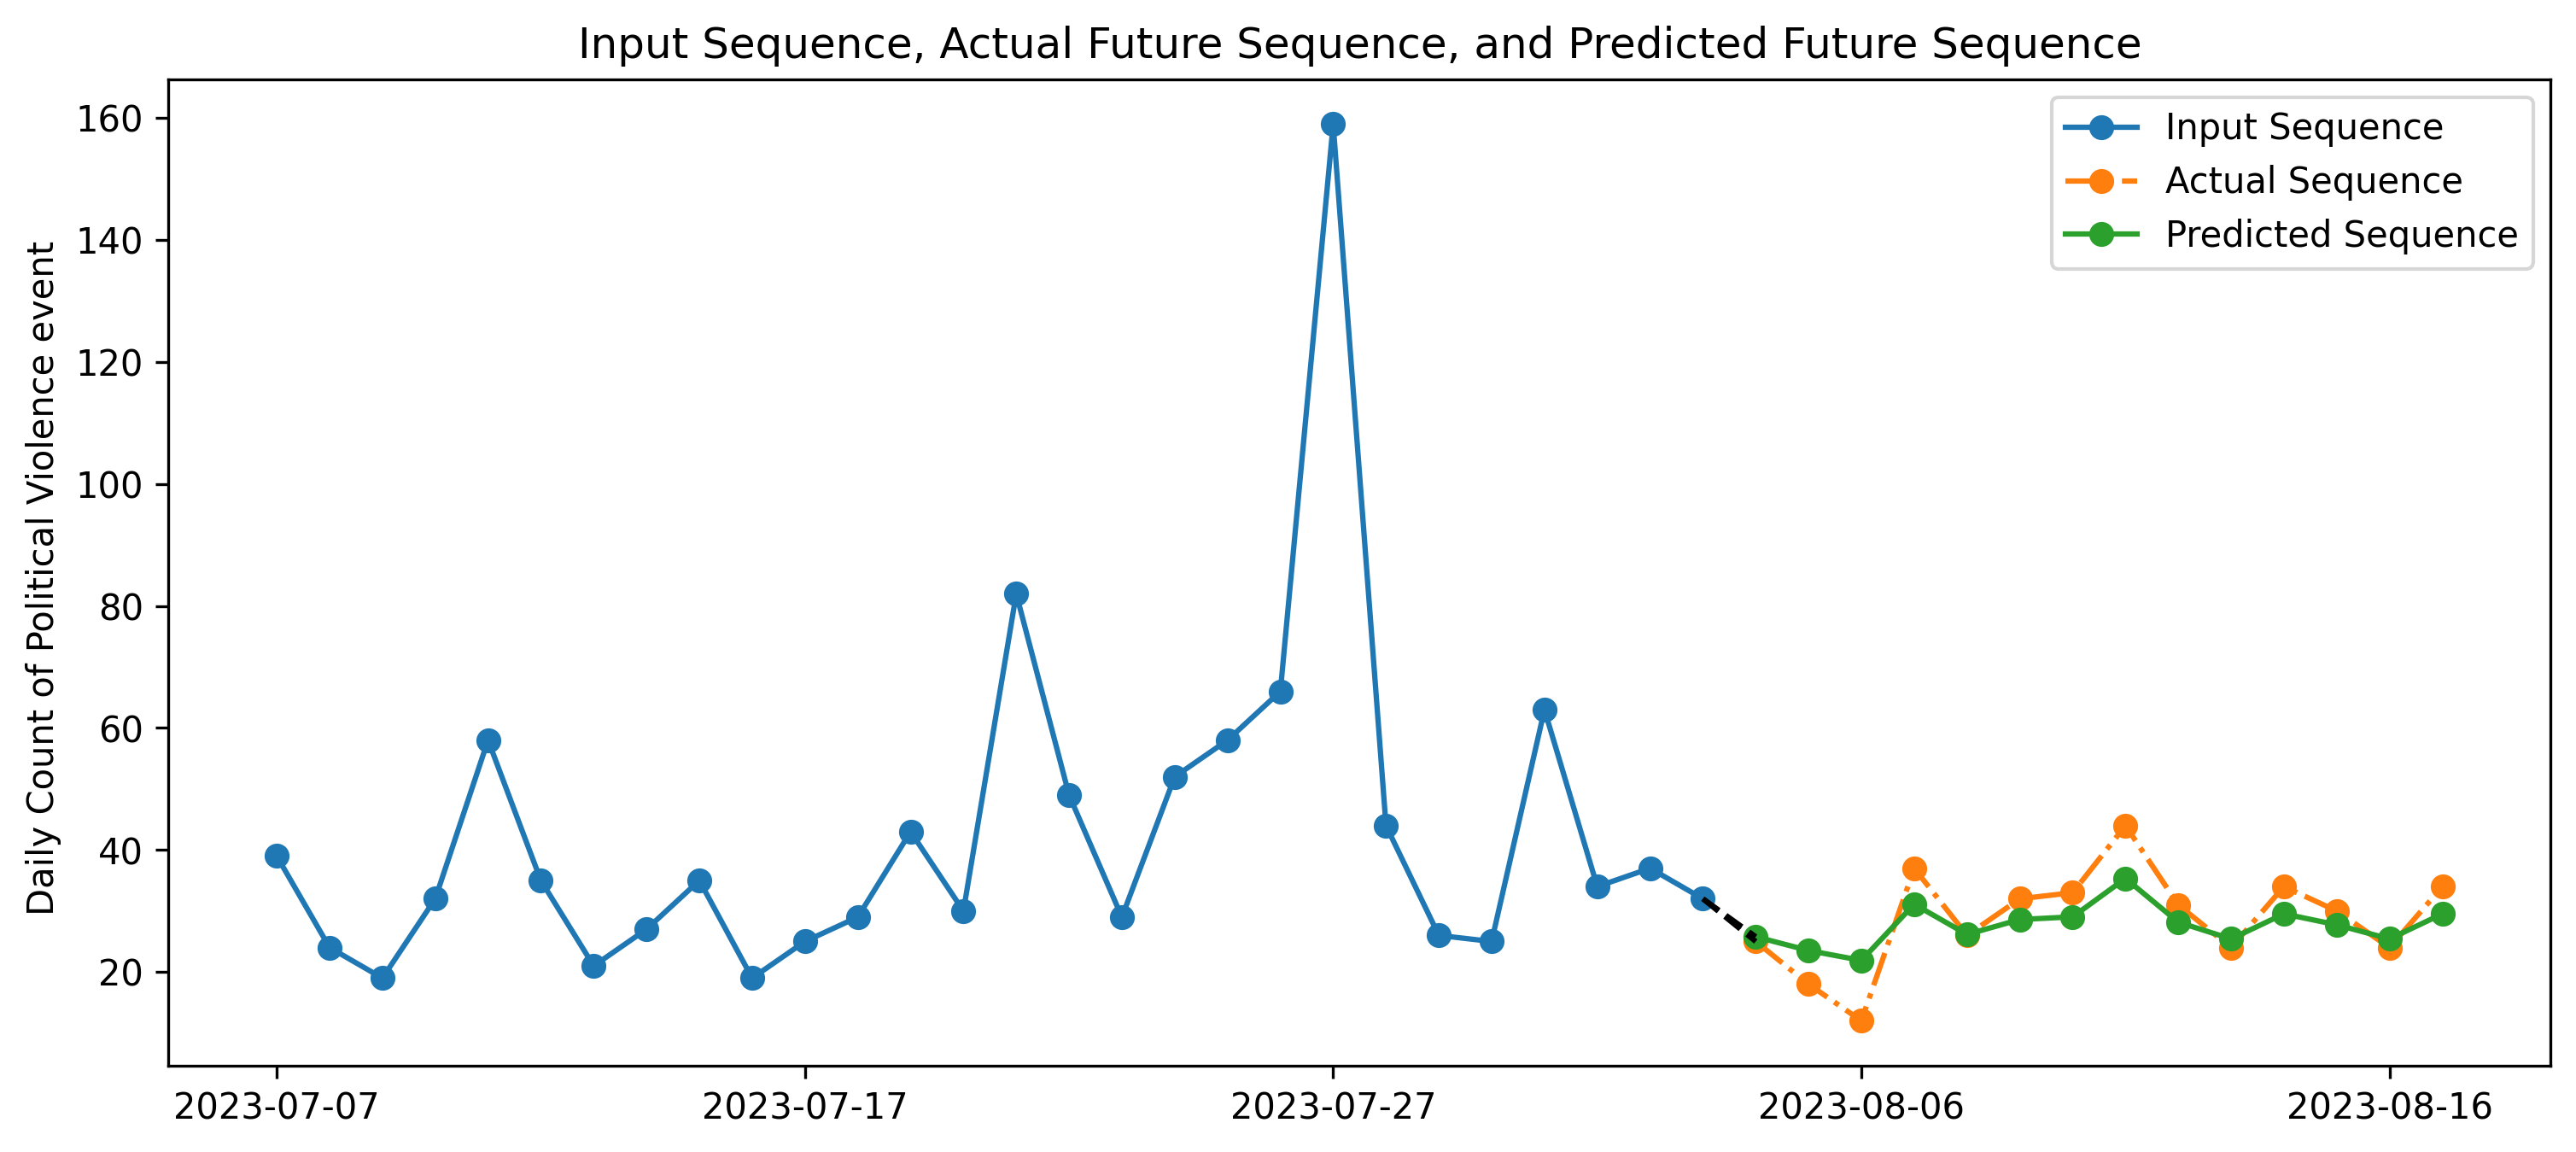 Input Sequence, Actual Future Sequence, and Predicted Future Sequence
Input Sequence
Actual Sequence
Predicted Sequence
Daily Count of Political Violence event
160
140
120
100
80
60
40
20
2023-07-07
2023-07-17
2023-07-27
2023-08-06
2023-08-16